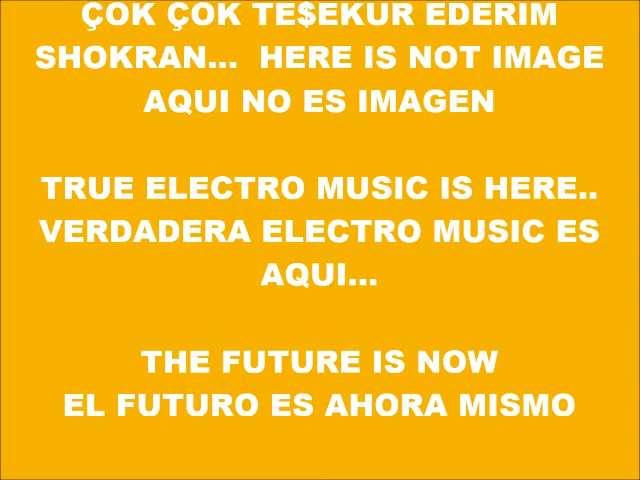 ÇOK ÇOK TE$EKUR EDERIM
SHOKRAN... HERE IS NOT IMAGE
AQUI NO ES IMAGEN
TRUE ELECTRO MUSIC IS HERE..
VERDADERA ELECTRO MUSIC ES
AQUI...
THE FUTURE IS NOW
EL FUTURO ES AHORA MISMO